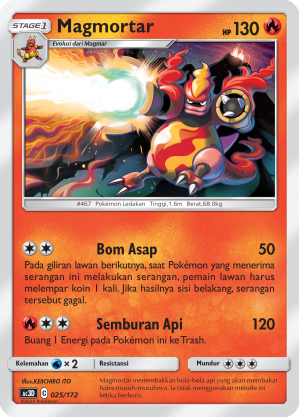 STAGE 1
Magmortar
HP 130
Evolusi dari Magmar
#467 Pokémon Ledakan Tinggi, 1.6m Berat, 68.0kg
Bom Asap 50
Pada giliran lawan berikutnya, saat Pokémon yang menerima
serangan ini melakukan serangan, pemain lawan harus
melempar koin 1 kali. Jika hasilnya sisi belakang, serangan
tersebut gagal.
Semburan Api 120
Buang 1 Energi pada Pokémon ini ke Trash.
Kelemahan ×2 Resistansi Mundur
Illus. KEIICHIRO ITO
025/172
©2023 Pokémon
Magmortar menembakkan bola-bola api yang akan membakar
habis musuh-musuhnya. Ia tidak menggunakan metode ini
ketika berburu.